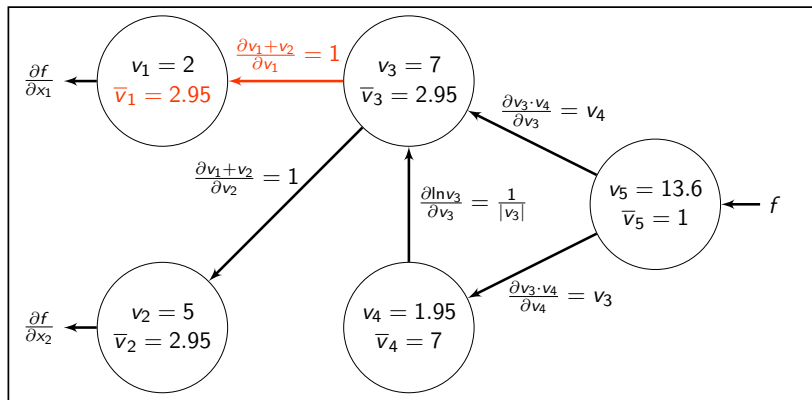 ∂f/∂x₁
v₁ = 2
v̅₁ = 2.95
∂v₁+v₂/∂v₁ = 1
v₃ = 7
v̅₃ = 2.95
∂v₃·v₄/∂v₃ = v₄
∂v₁+v₂/∂v₂ = 1
∂lnv₃/∂v₃ = 1/|v₃|
v₅ = 13.6
v̅₅ = 1
f
∂f/∂x₂
v₂ = 5
v̅₂ = 2.95
v₄ = 1.95
v̅₄ = 7
∂v₃·v₄/∂v₄ = v₃